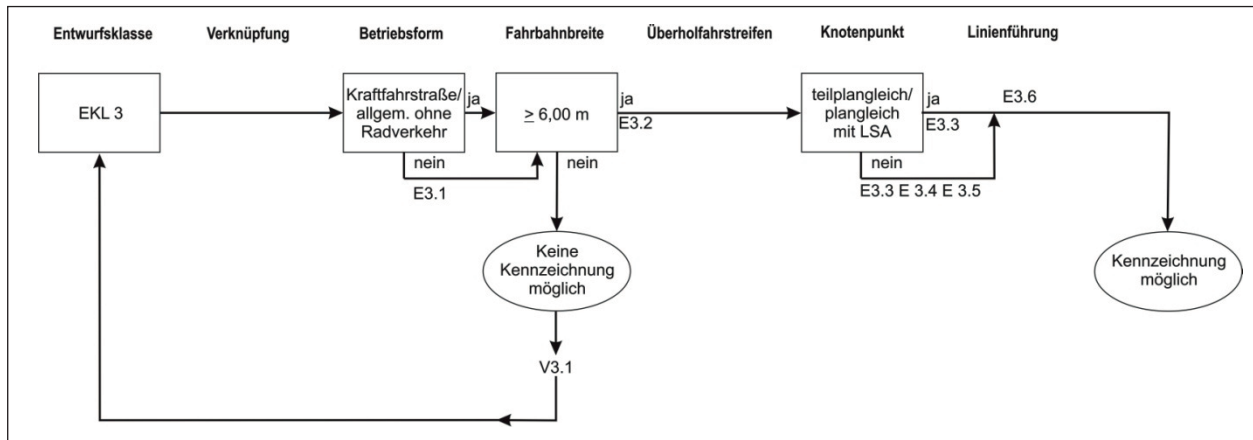 Entwurfsklasse Verknüpfung Betriebsform Fahrbahnbreite Überholfahrstreifen Knotenpunkt Linienführung
EKL 3
Kraftfahrstraße/
allgem. ohne
Radverkehr
ja
nein
E3.1
≥ 6,00 m
ja
E3.2
nein
teilplangleich/
plangleich
mit LSA
ja
E3.3
nein
E3.3 E 3.4 E 3.5
E3.6
Keine
Kennzeichnung
möglich
Kennzeichnung
möglich
V3.1